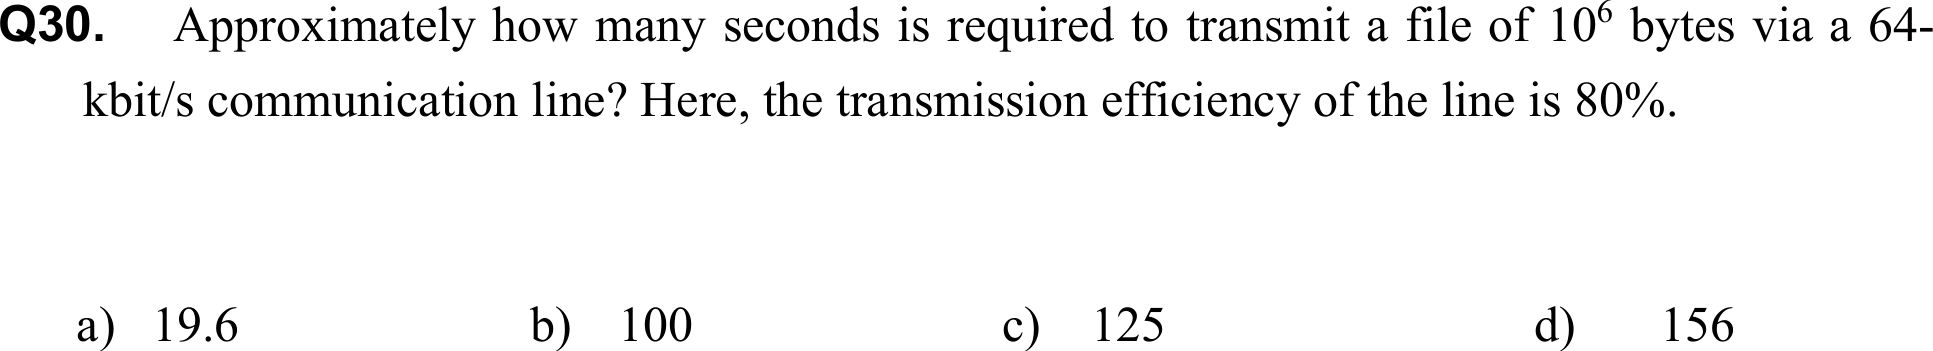 Q30. Approximately how many seconds is required to transmit a file of 10⁶ bytes via a 64-
kbit/s communication line? Here, the transmission efficiency of the line is 80%.
a) 19.6 b) 100 c) 125 d) 156